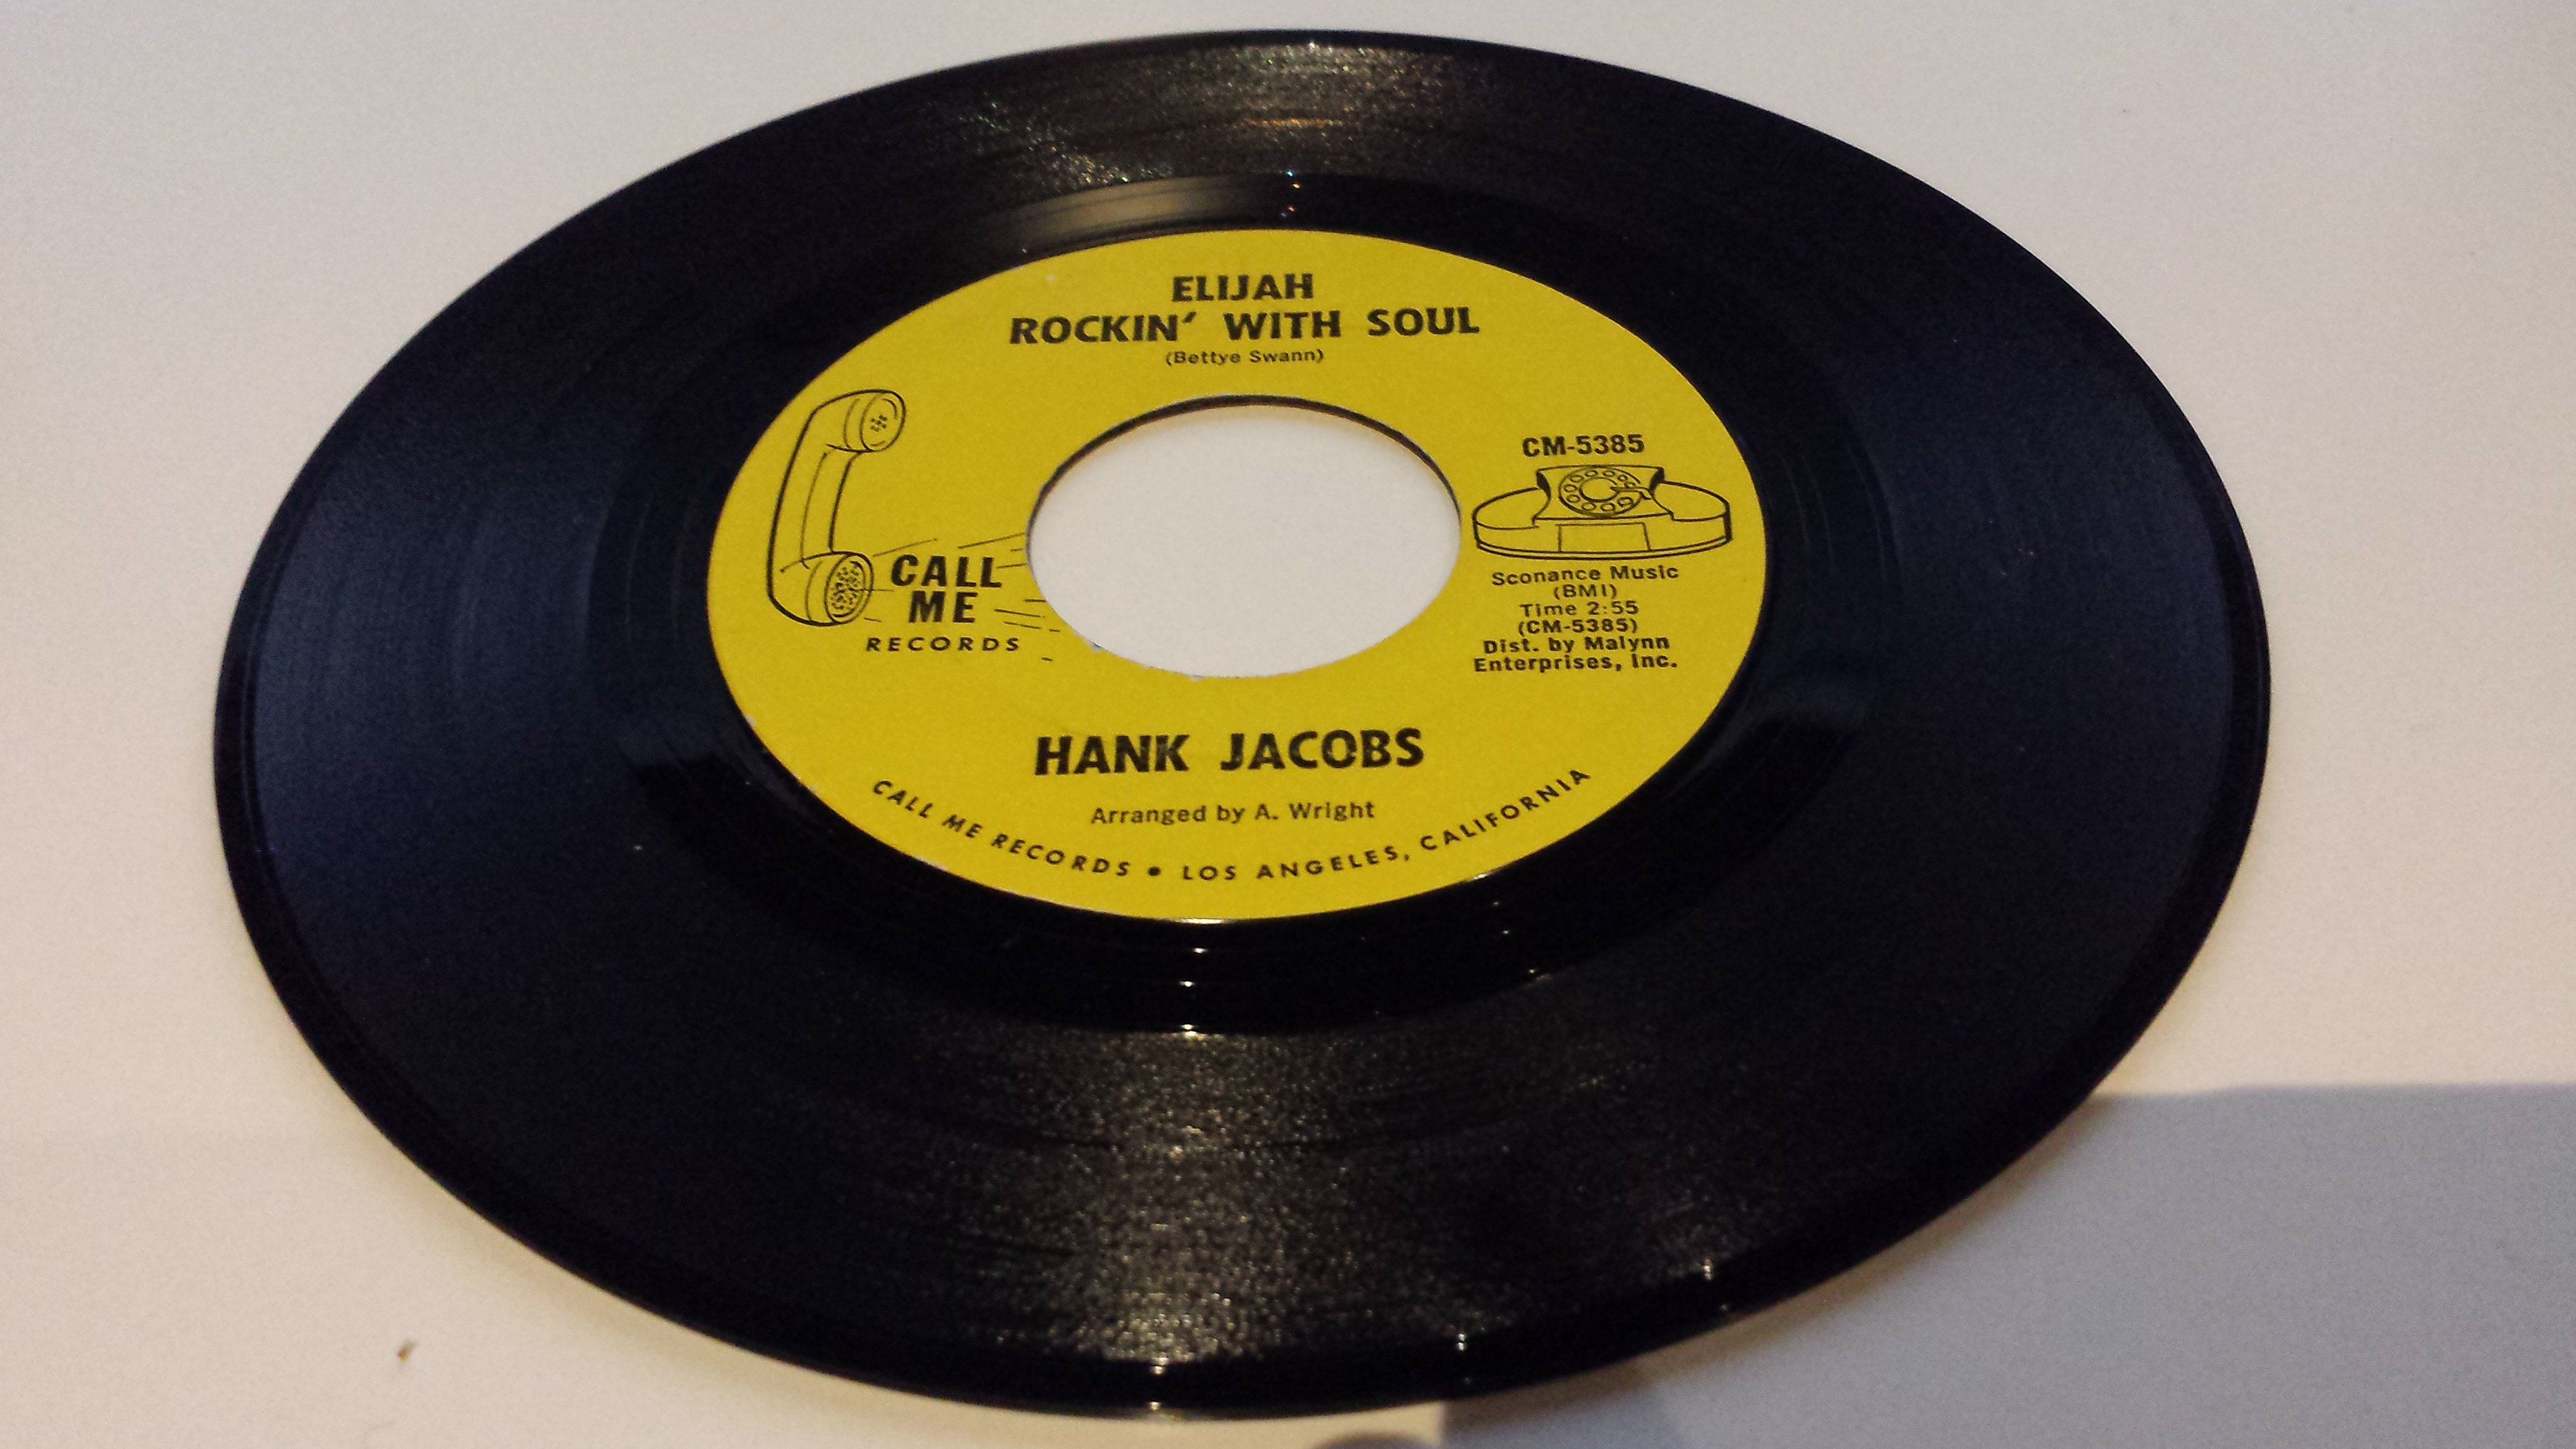 ELIJAH
ROCKIN' WITH SOUL
(Bettye Swann)
CALL
ME
RECORDS
CM-5385
Sconance Music
(BMI)
Time 2:55
(CM-5385)
Dist. by Malynn
Enterprises, Inc.
HANK JACOBS
Arranged by A. Wright
CALL ME RECORDS • LOS ANGELES, CALIFORNIA